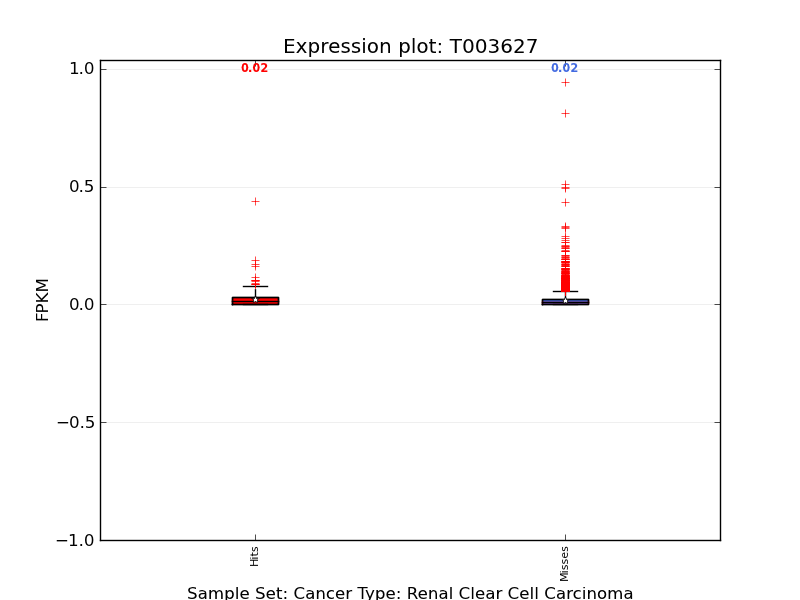 Expression plot: T003627
0.02
0.02
1.0
0.5
0.0
−0.5
−1.0
FPKM
Hits
Misses
Sample Set: Cancer Type: Renal Clear Cell Carcinoma